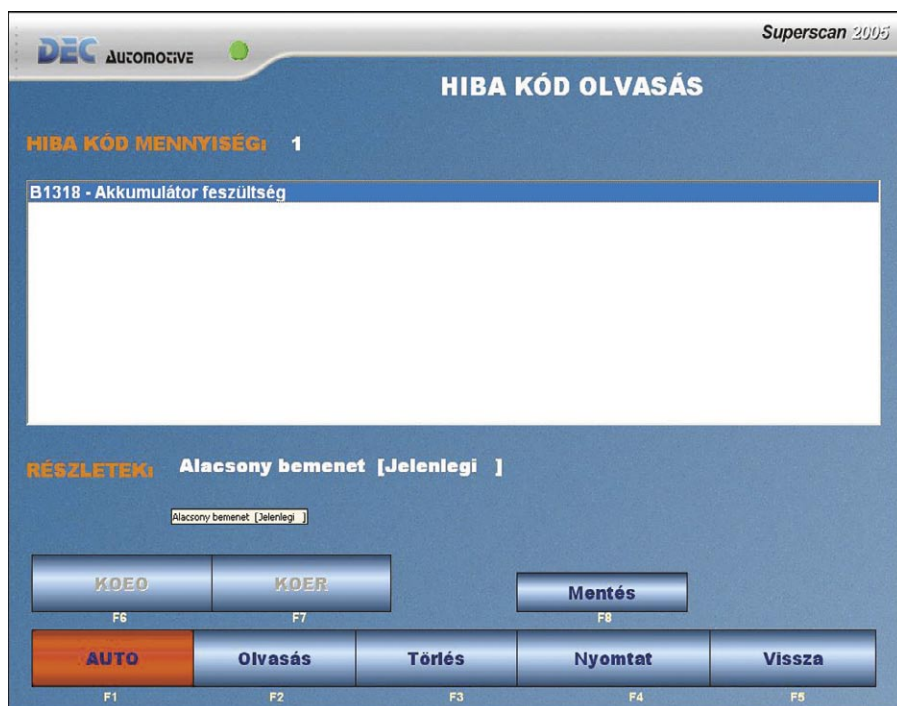 Superscan 2005
DEC AUTOMOTIVE
HIBA KÓD OLVASÁS
HIBA KÓD MENNYISÉG: 1
B1318 - Akkumulátor feszültség
RÉSZLETEK: Alacsony bemenet [Jelenlegi ]
Alacsony bemenet [Jelenlegi ]
KOEO KOER Mentés
F6 F7 F8
AUTO Olvasás Törlés Nyomtat Vissza
F1 F2 F3 F4 F5